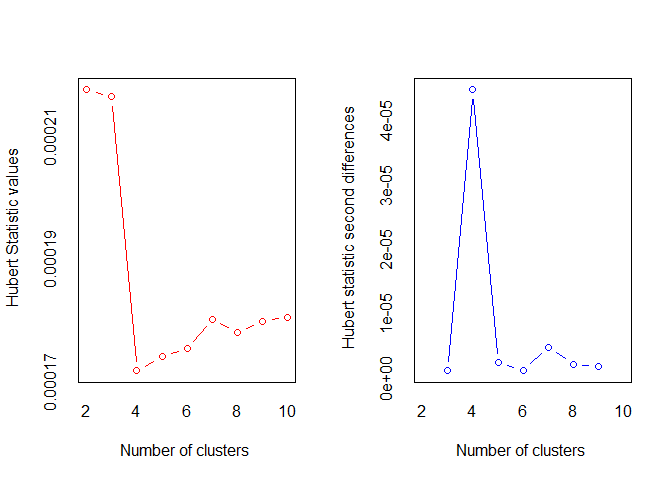 Hubert Statistic values
0.00017 0.00019 0.00021
2 4 6 8 10
Number of clusters
Hubert statistic second differences
0e+00 1e-05 2e-05 3e-05 4e-05
2 4 6 8 10
Number of clusters